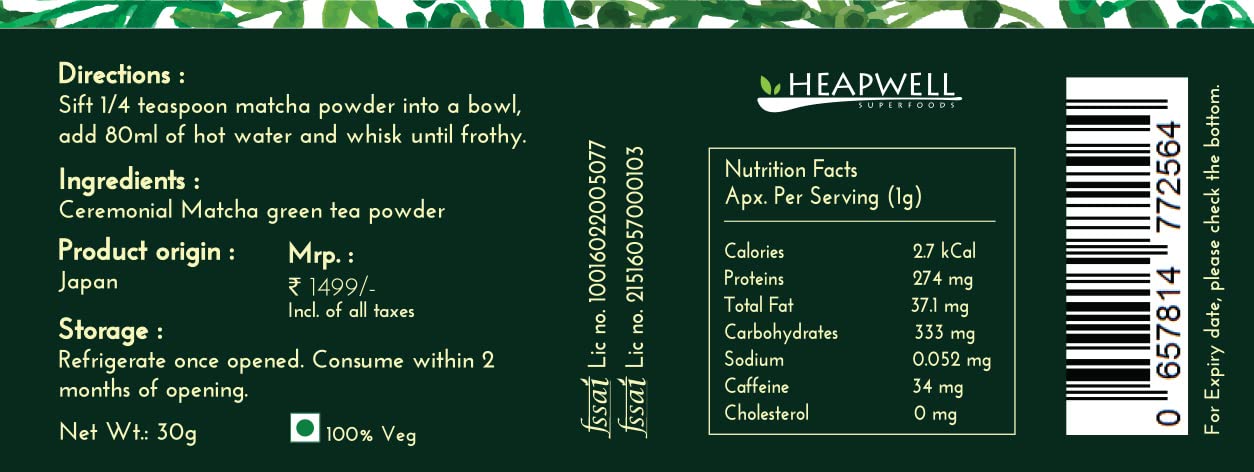 Directions :
Sift 1/4 teaspoon matcha powder into a bowl,
add 80ml of hot water and whisk until frothy.
Ingredients :
Ceremonial Matcha green tea powder
Product origin :
Japan
Mrp. :
₹ 1499/-
Incl. of all taxes
Storage :
Refrigerate once opened. Consume within 2
months of opening.
Net Wt.: 30g
100% Veg
fssai Lic no. 10016022005077
fssai Lic no. 21516057000103
HEAPWELL
SUPERFOODS
Nutrition Facts
Apx. Per Serving (1g)
Calories 2.7 kCal
Proteins 274 mg
Total Fat 37.1 mg
Carbohydrates 333 mg
Sodium 0.052 mg
Caffeine 34 mg
Cholesterol 0 mg
0 657814 772564
For Expiry date, please check the bottom.